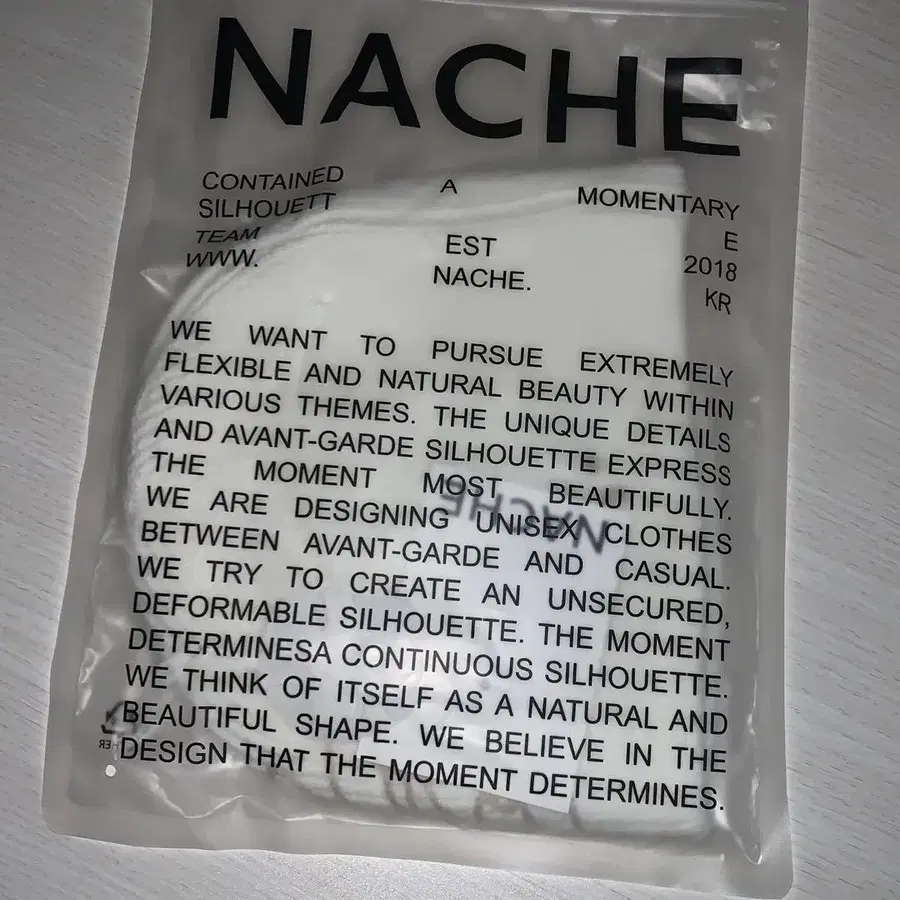 NACHE
CONTAINED A MOMENTARY
SILHOUETT E
TEAM EST 2018
WWW. NACHE. KR
WE WANT TO PURSUE EXTREMELY
FLEXIBLE AND NATURAL BEAUTY WITHIN
VARIOUS THEMES. THE UNIQUE DETAILS
AND AVANT-GARDE SILHOUETTE EXPRESS
THE MOMENT MOST BEAUTIFULLY.
WE ARE DESIGNING UNISEX CLOTHES
BETWEEN AVANT-GARDE AND CASUAL.
WE TRY TO CREATE AN UNSECURED,
DEFORMABLE SILHOUETTE. THE MOMENT
DETERMINESA CONTINUOUS SILHOUETTE.
WE THINK OF ITSELF AS A NATURAL AND
BEAUTIFUL SHAPE. WE BELIEVE IN THE
DESIGN THAT THE MOMENT DETERMINES.
NACHE